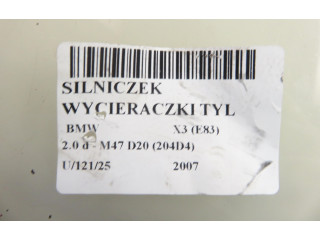 SILNICZEK
WYCIERACZKI TYL
BMW X3 (E83)
2.0 d - M47 D20 (204D4)
U/121/25 2007